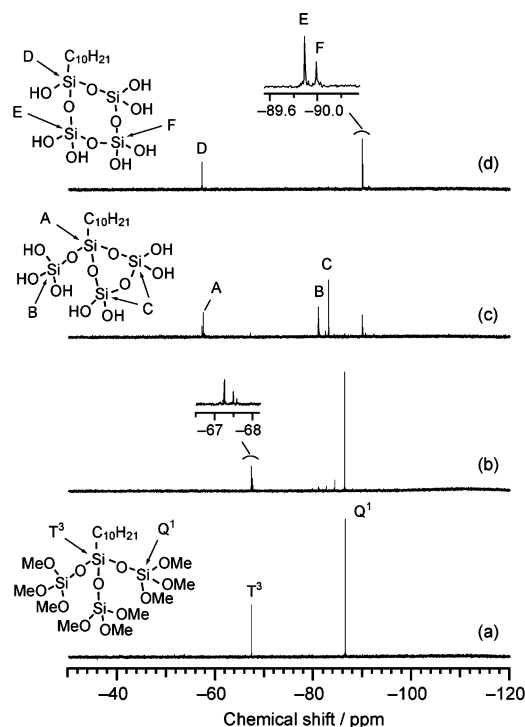 C10H21
D
HO
Si
O
Si
OH
OH
O
O
E
Si
O
Si
F
HO
OH
OH
OH
E
F
−89.6 −90.0
D
(d)
C10H21
A
HO
Si
OH
HO
Si
O
O
Si
OH
O
HO
OH
Si
O
B
C
HO
OH
A
B
C
(c)
−67 −68
(b)
C10H21
T3
Q1
MeO
Si
OMe
MeO
Si
O
O
Si
OMe
MeO
O
OMe
Si
OMe
MeO
OMe
T3
Q1
(a)
−40 −60 −80 −100 −120
Chemical shift / ppm